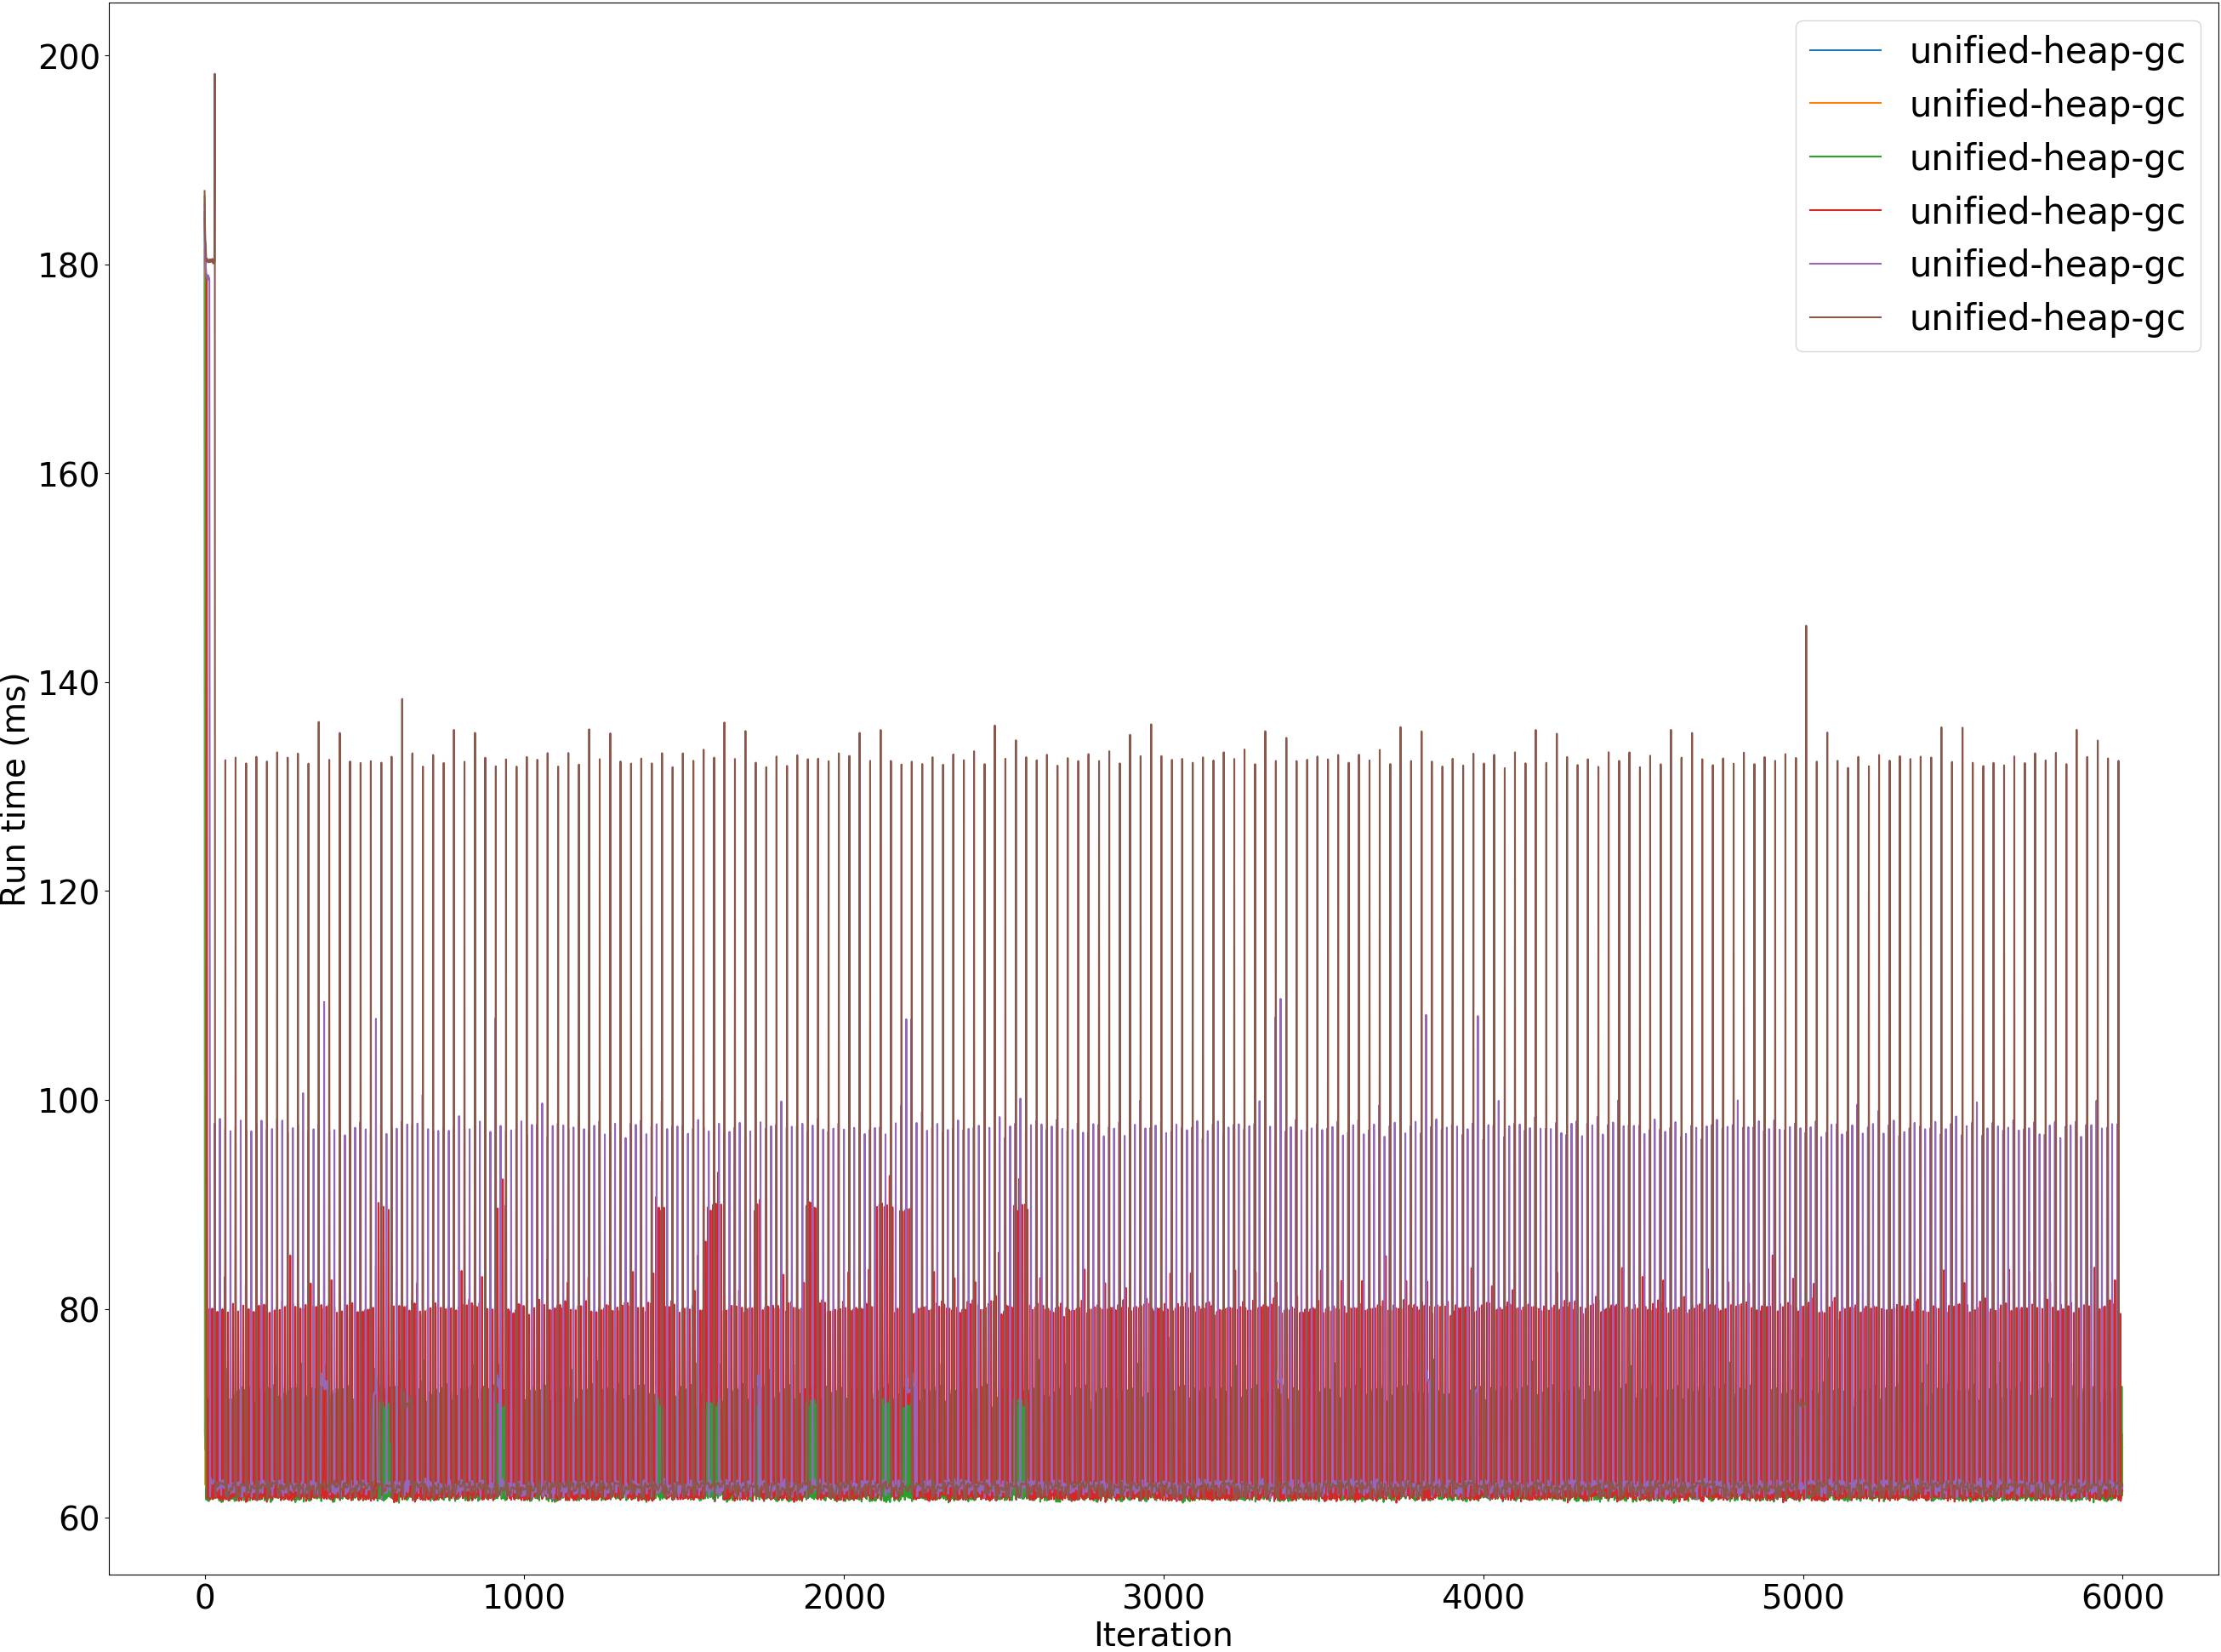 unified-heap-gc
unified-heap-gc
unified-heap-gc
unified-heap-gc
unified-heap-gc
unified-heap-gc
200
180
160
140
120
100
80
60
Run time (ms)
0 1000 2000 3000 4000 5000 6000
Iteration